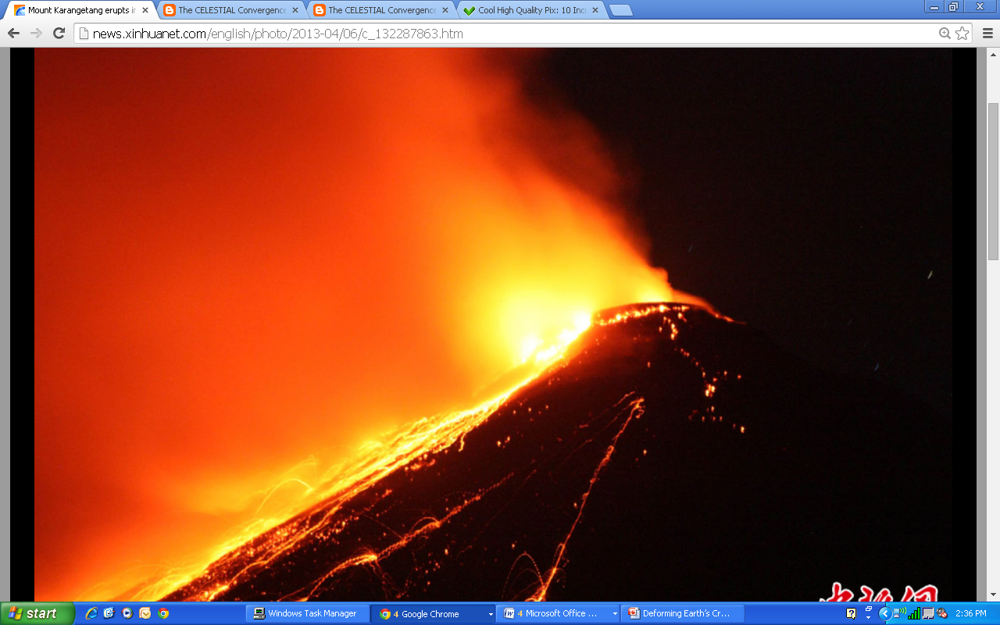 Mount Karangetang erupts in
The CELESTIAL Convergence
The CELESTIAL Convergence
Cool High Quality Pix: 10 Inc
news.xinhuanet.com/english/photo/2013-04/06/c_132287863.htm
start
Windows Task Manager
4 Google Chrome
4 Microsoft Office ...
Deforming Earth's Cr...
2:36 PM